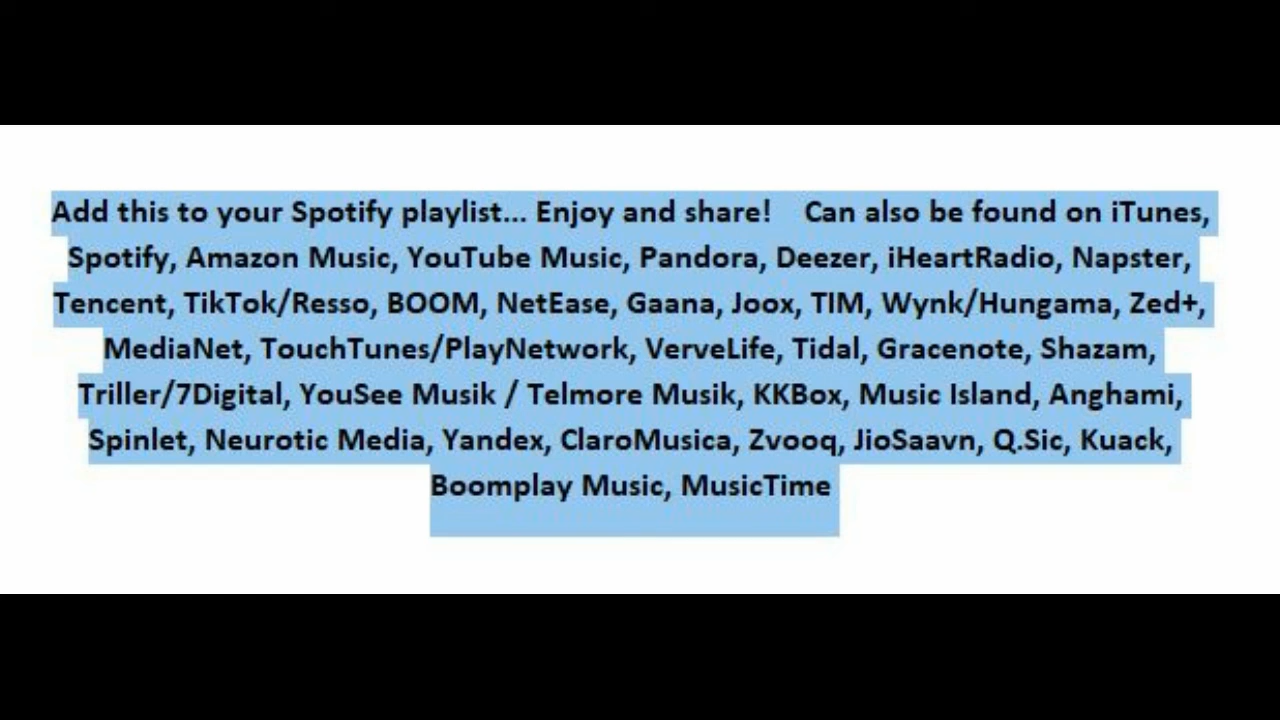 Add this to your Spotify playlist... Enjoy and share!    Can also be found on iTunes,
Spotify, Amazon Music, YouTube Music, Pandora, Deezer, iHeartRadio, Napster,
Tencent, TikTok/Resso, BOOM, NetEase, Gaana, Joox, TIM, Wynk/Hungama, Zed+,
MediaNet, TouchTunes/PlayNetwork, VerveLife, Tidal, Gracenote, Shazam,
Triller/7Digital, YouSee Musik / Telmore Musik, KKBox, Music Island, Anghami,
Spinlet, Neurotic Media, Yandex, ClaroMusica, Zvooq, JioSaavn, Q.Sic, Kuack,
Boomplay Music, MusicTime